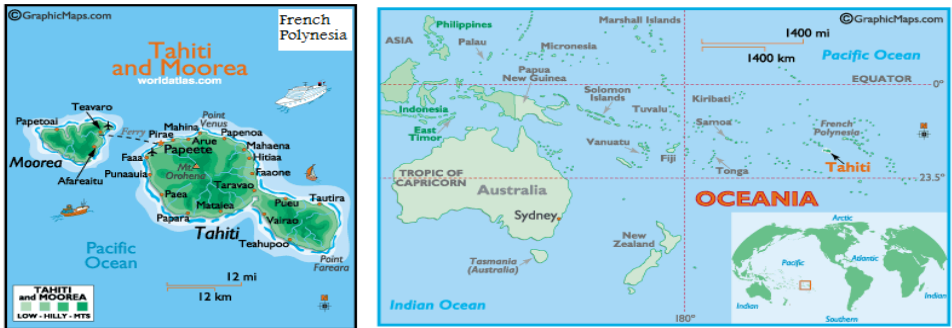 ©GraphicMaps.com
French
Polynesia
Tahiti
and Moorea
worldatlas.com
Teavaro
Papetoai
Ferry
Moorea
Afareaitu
Point
Venus
Mahina
Papenoa
Pirae
Arue
Papeete
Mahaena
Faaa
Hitiaa
Mt.
Orohena
Faaone
Punaauia
Taravao
Paea
Tautira
Pueu
Mataiea
Papara
Vairao
Tahiti
Teahupoo
Point
Fareara
Pacific
Ocean
12 mi
12 km
TAHITI
and MOOREA
LOW - HILLY - MTS
©GraphicMaps.com
Philippines
Marshall Islands
1400 mi
1400 km
Pacific Ocean
ASIA
Palau
Micronesia
EQUATOR
0°
Papua
New Guinea
Solomon
Islands
Kiribati
Indonesia
Tuvalu
East
Timor
Samoa
French
Polynesia
Vanuatu
Fiji
Tonga
Tahiti
TROPIC OF
CAPRICORN
23.5°
Australia
OCEANIA
Sydney
New
Zealand
Tasmania
(Australia)
Indian Ocean
180°
Arctic
Pacific
Atlantic
Indian
Indian
Southern